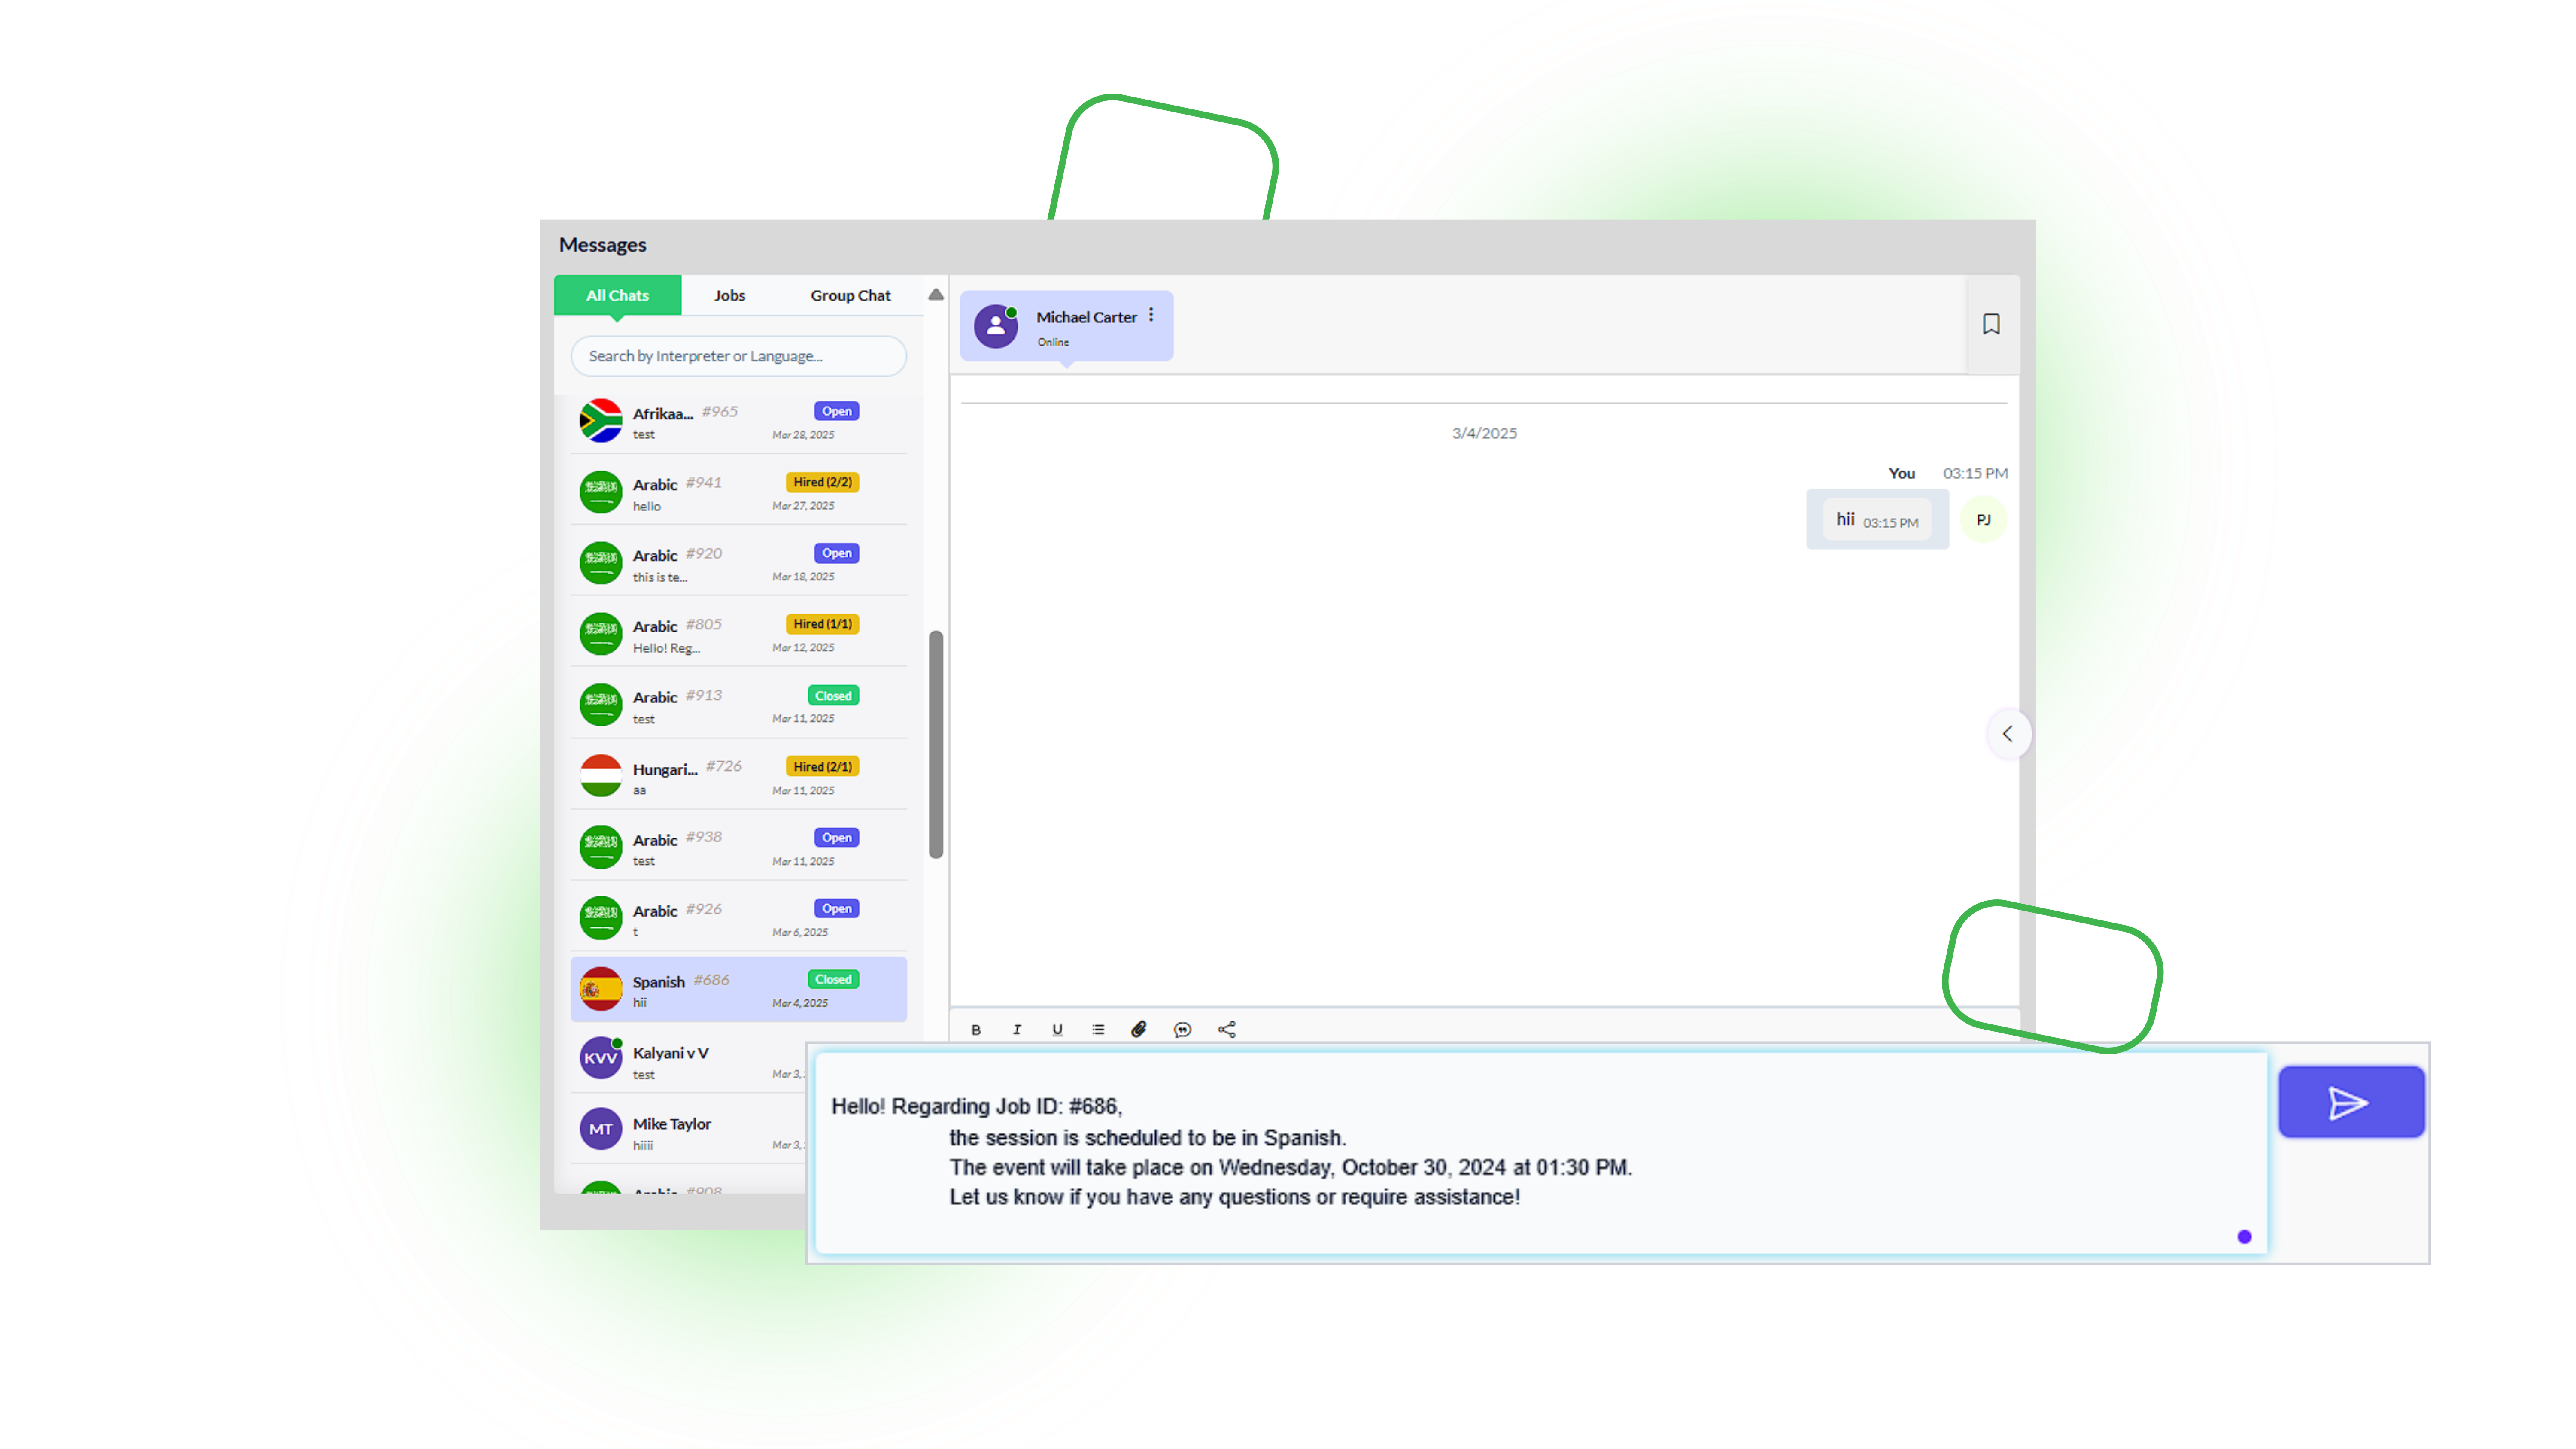 Messages
All Chats Jobs Group Chat
Search by Interpreter or Language...
Afrikaa... #965 Open
test Mar 28, 2025
Arabic #941 Hired (2/2)
hello Mar 27, 2025
Arabic #920 Open
this is te... Mar 18, 2025
Arabic #805 Hired (1/1)
Hello! Reg... Mar 12, 2025
Arabic #913 Closed
test Mar 11, 2025
Hungari... #726 Hired (2/1)
aa Mar 11, 2025
Arabic #938 Open
test Mar 11, 2025
Arabic #926 Open
t Mar 6, 2025
Spanish #686 Closed
hii Mar 4, 2025
KVV Kalyani v V
test Mar 3,
MT Mike Taylor
hiiii Mar 3,
Arabic #908
Michael Carter
Online
3/4/2025
You 03:15 PM
hii 03:15 PM PJ
B I U
Hello! Regarding Job ID: #686,
the session is scheduled to be in Spanish.
The event will take place on Wednesday, October 30, 2024 at 01:30 PM.
Let us know if you have any questions or require assistance!